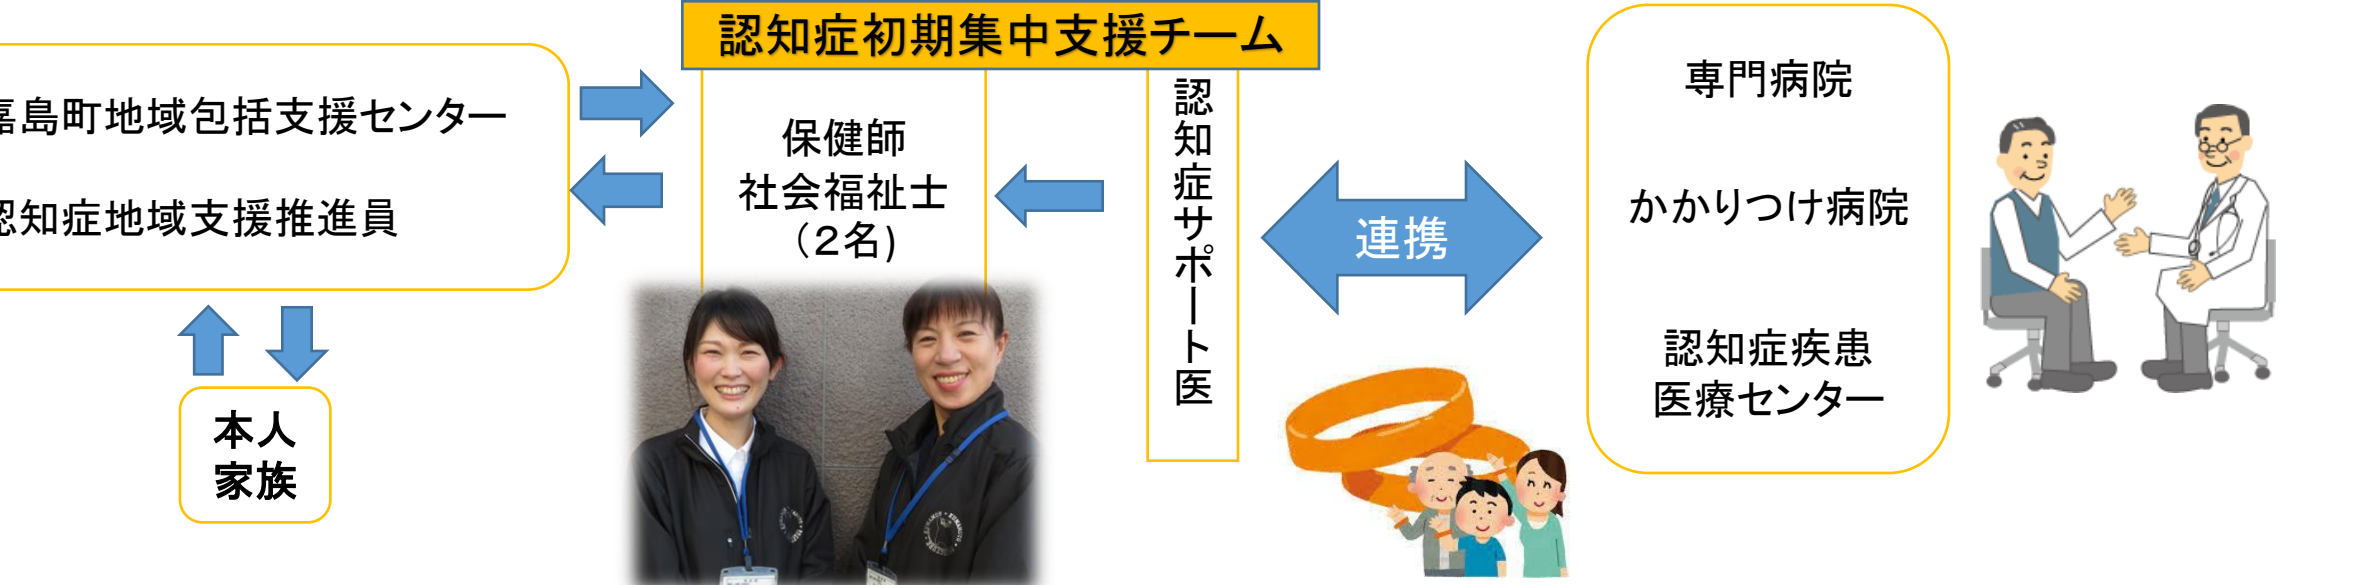 認知症初期集中支援チーム
嘉島町地域包括支援センター
認知症地域支援推進員
本人
家族
保健師
社会福祉士
（２名)
認知症サポート医
連携
専門病院
かかりつけ病院
認知症疾患
医療センター